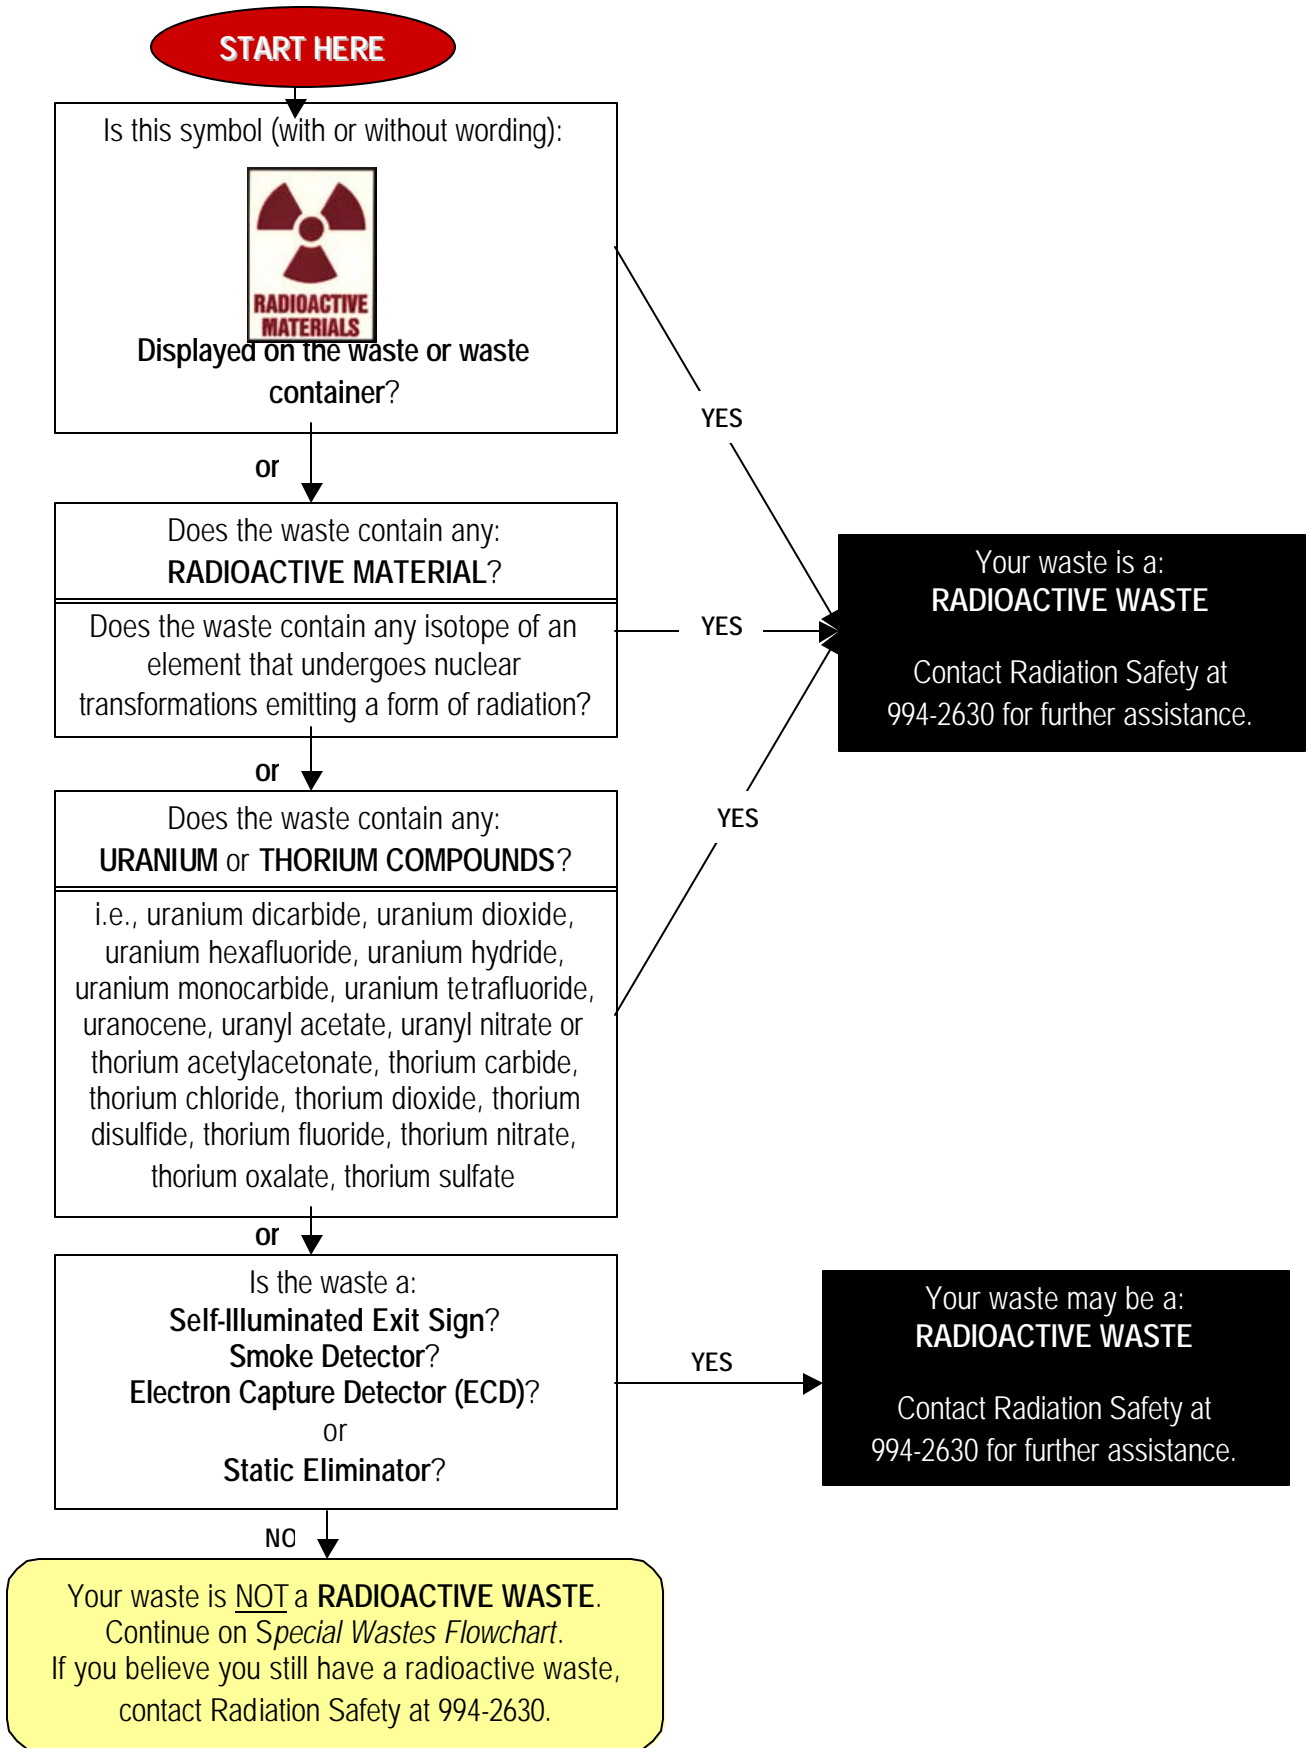 START HERE
Is this symbol (with or without wording):
RADIOACTIVE
MATERIALS
Displayed on the waste or waste
container?
YES
or
Does the waste contain any:
RADIOACTIVE MATERIAL?
Does the waste contain any isotope of an
element that undergoes nuclear
transformations emitting a form of radiation?
YES
Your waste is a:
RADIOACTIVE WASTE
Contact Radiation Safety at
994-2630 for further assistance.
or
Does the waste contain any:
URANIUM or THORIUM COMPOUNDS?
i.e., uranium dicarbide, uranium dioxide,
uranium hexafluoride, uranium hydride,
uranium monocarbide, uranium tetrafluoride,
uranocene, uranyl acetate, uranyl nitrate or
thorium acetylacetonate, thorium carbide,
thorium chloride, thorium dioxide, thorium
disulfide, thorium fluoride, thorium nitrate,
thorium oxalate, thorium sulfate
YES
or
Is the waste a:
Self-Illuminated Exit Sign?
Smoke Detector?
Electron Capture Detector (ECD)?
or
Static Eliminator?
YES
Your waste may be a:
RADIOACTIVE WASTE
Contact Radiation Safety at
994-2630 for further assistance.
NO
Your waste is NOT a RADIOACTIVE WASTE.
Continue on Special Wastes Flowchart.
If you believe you still have a radioactive waste,
contact Radiation Safety at 994-2630.